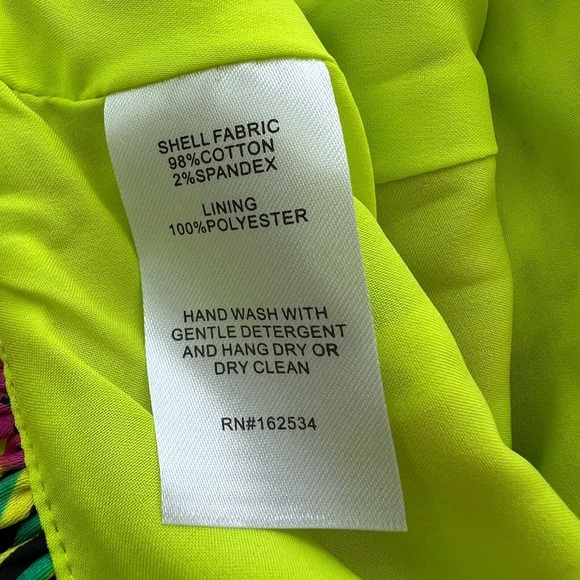 SHELL FABRIC
98%COTTON
2%SPANDEX
LINING
100%POLYESTER
HAND WASH WITH
GENTLE DETERGENT
AND HANG DRY OR
DRY CLEAN
RN#162534